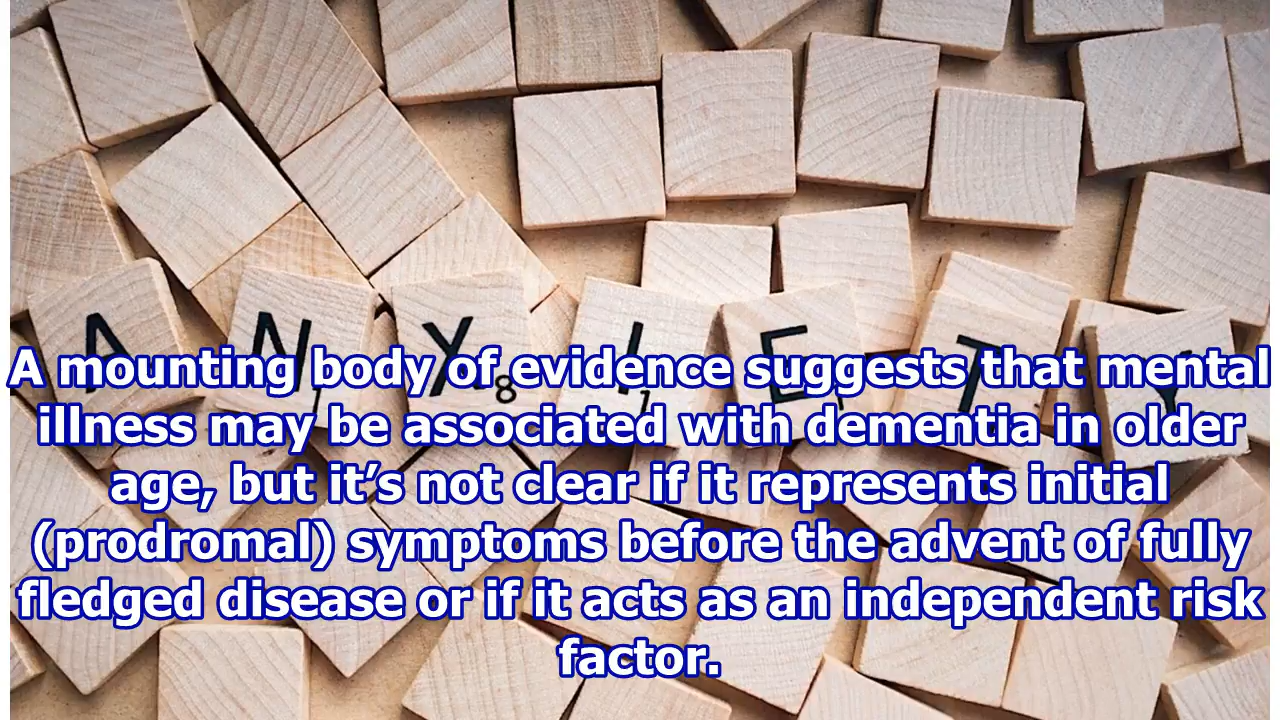 A N X 8 I 1 E T Y
A mounting body of evidence suggests that mental
illness may be associated with dementia in older
age, but it’s not clear if it represents initial
(prodromal) symptoms before the advent of fully
fledged disease or if it acts as an independent risk
factor.